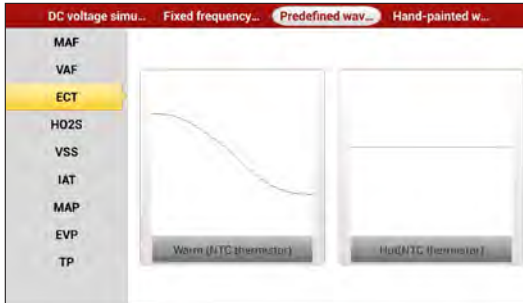 DC voltage simu... Fixed frequency... Predefined wav... Hand-painted w...
MAF
VAF
ECT
HO2S
VSS
IAT
MAP
EVP
TP
Warm (NTC thermistor) Hot(NTC thermistor)